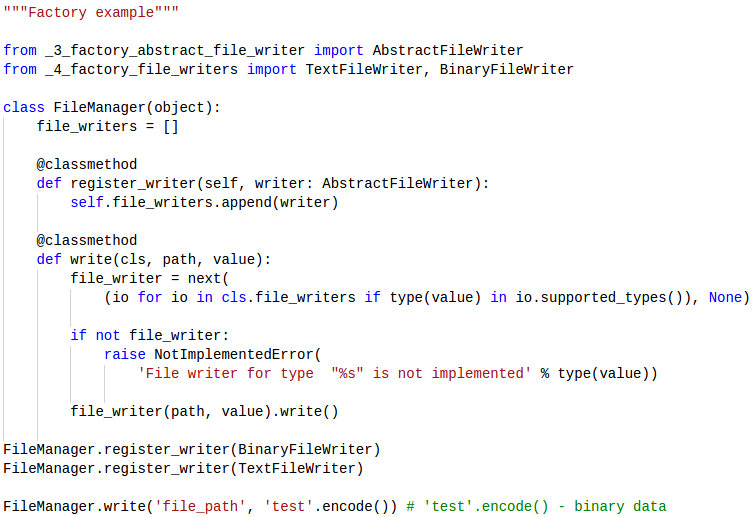 """Factory example"""
from _3_factory_abstract_file_writer import AbstractFileWriter
from _4_factory_file_writers import TextFileWriter, BinaryFileWriter
class FileManager(object):
    file_writers = []
    @classmethod
    def register_writer(self, writer: AbstractFileWriter):
        self.file_writers.append(writer)
    @classmethod
    def write(cls, path, value):
        file_writer = next(
            (io for io in cls.file_writers if type(value) in io.supported_types()), None)
        if not file_writer:
            raise NotImplementedError(
                'File writer for type  "%s" is not implemented' % type(value))
        file_writer(path, value).write()
FileManager.register_writer(BinaryFileWriter)
FileManager.register_writer(TextFileWriter)
FileManager.write('file_path', 'test'.encode()) # 'test'.encode() - binary data